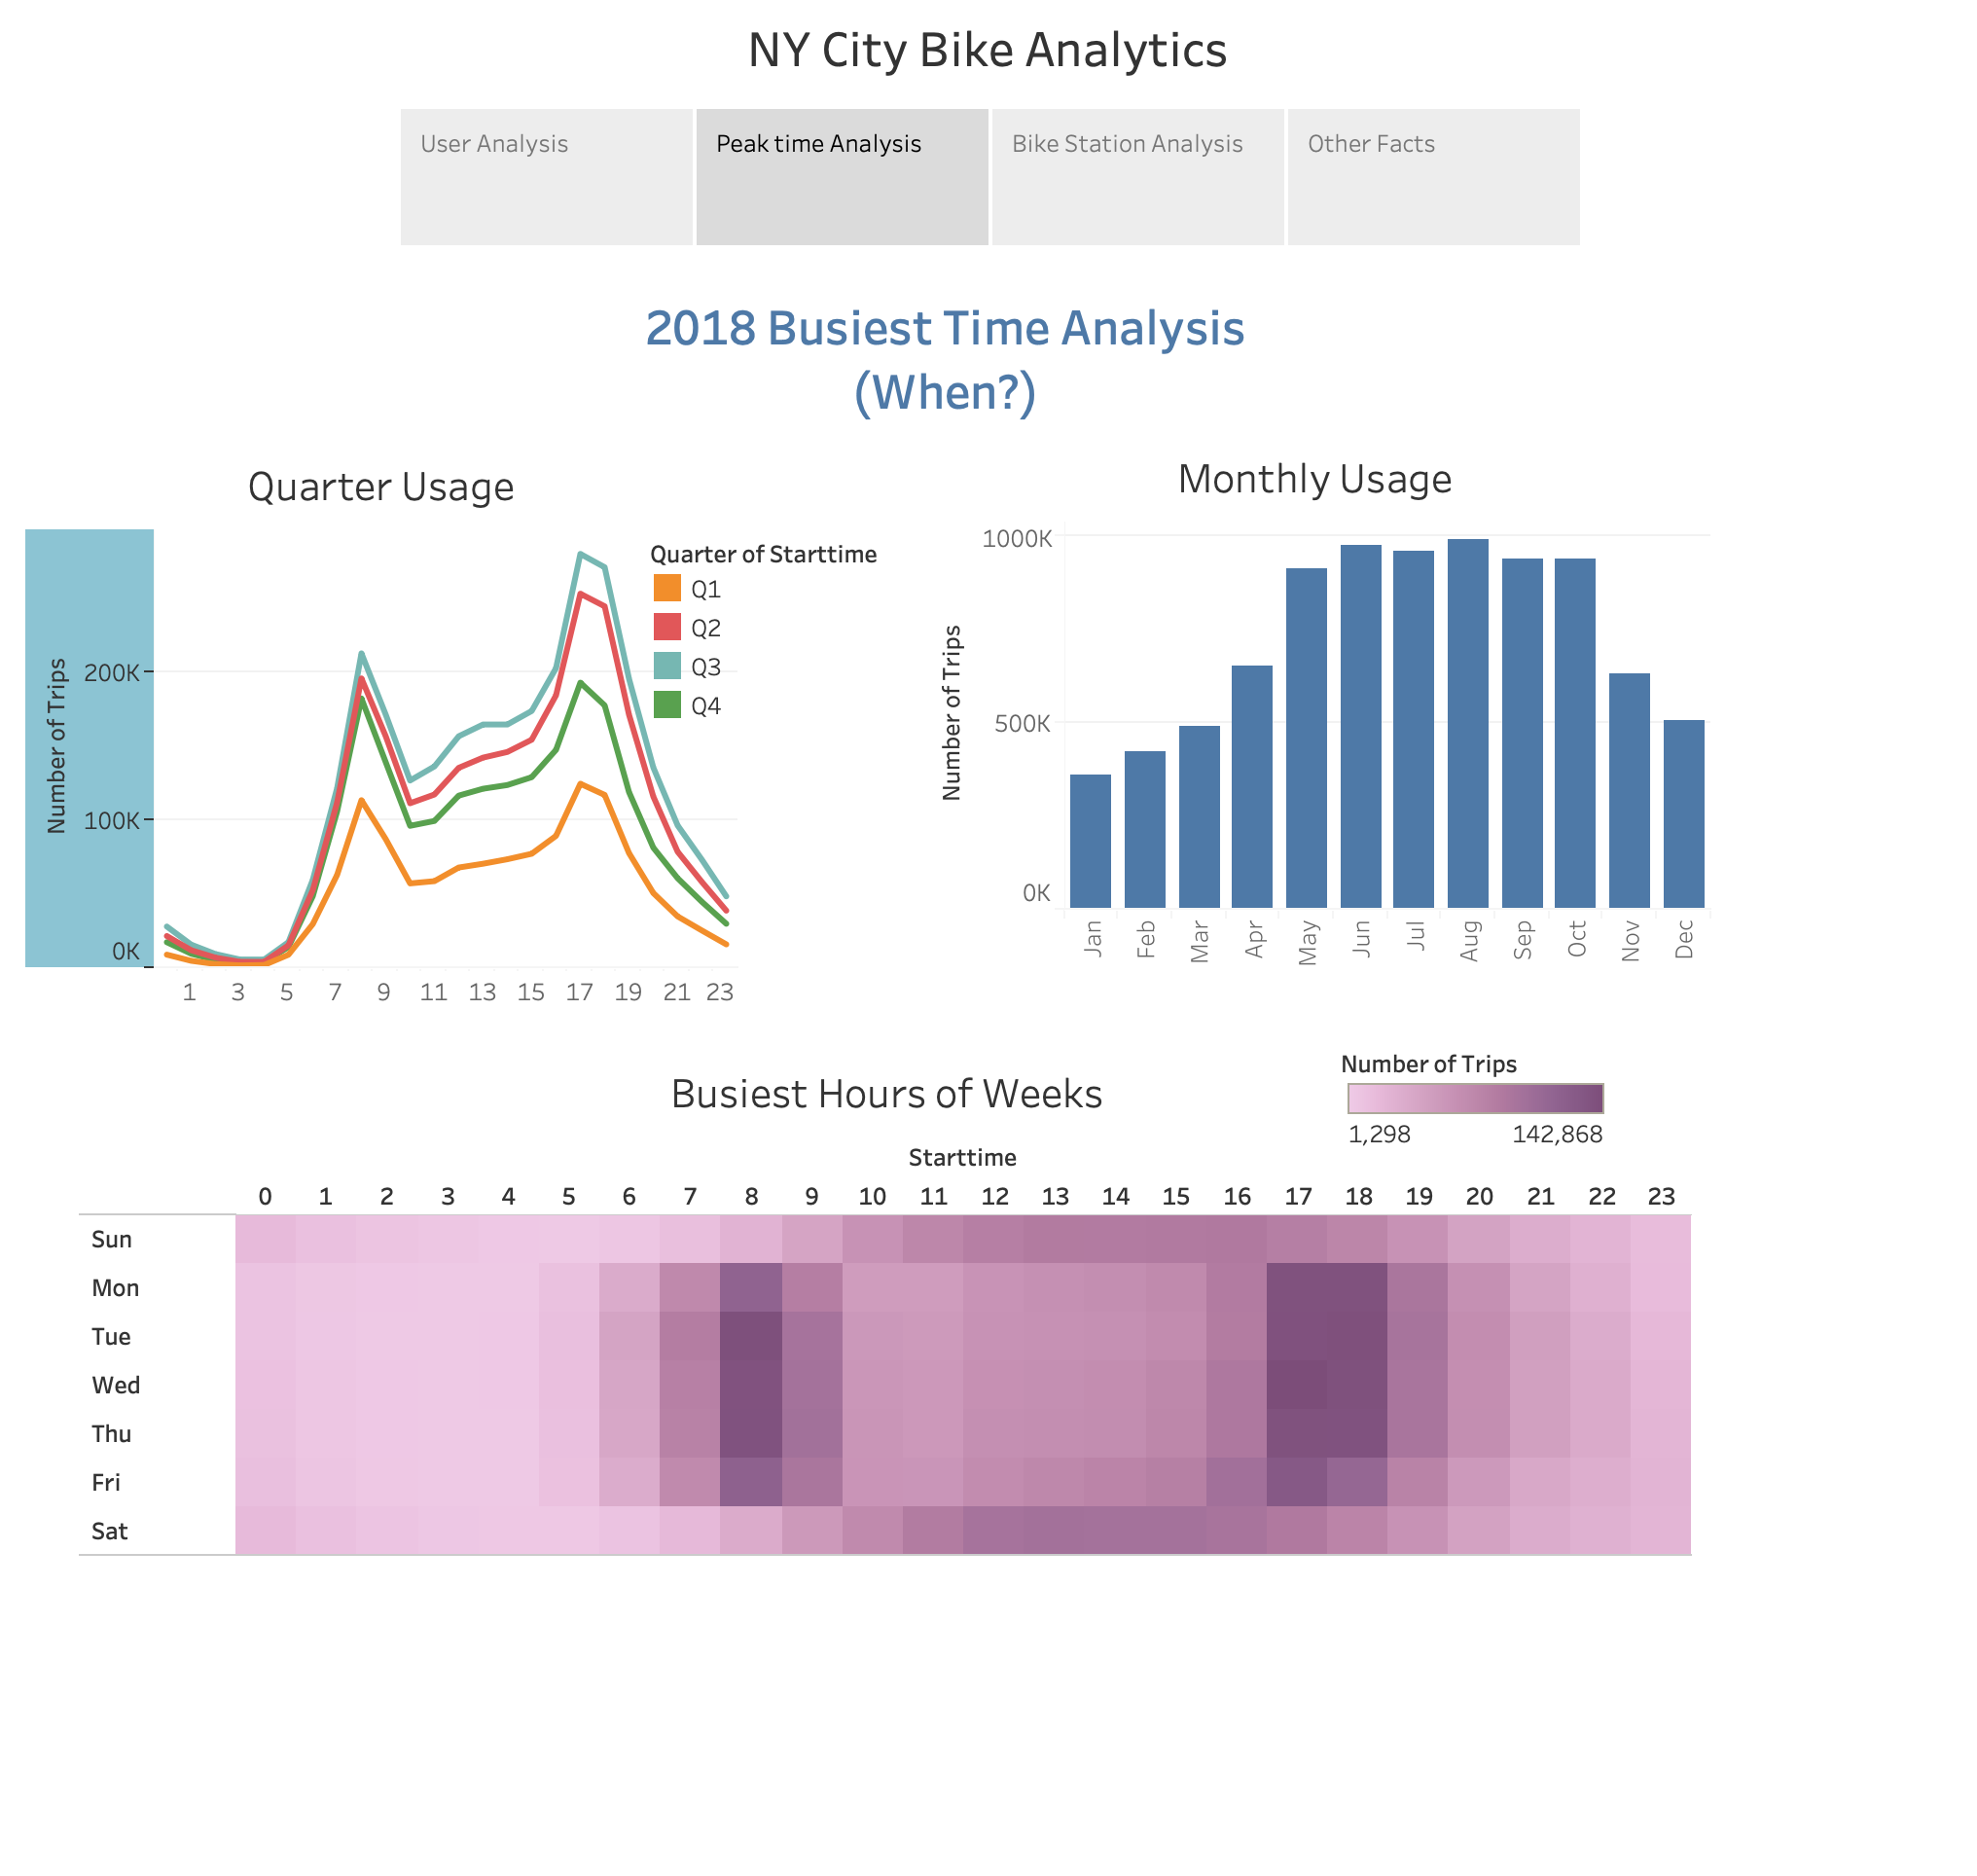 NY City Bike Analytics
User Analysis
Peak time Analysis
Bike Station Analysis
Other Facts
2018 Busiest Time Analysis
(When?)
Quarter Usage
Number of Trips
200K
100K
0K
1 3 5 7 9 11 13 15 17 19 21 23
Quarter of Starttime
Q1
Q2
Q3
Q4
Monthly Usage
Number of Trips
1000K
500K
0K
Jan Feb Mar Apr May Jun Jul Aug Sep Oct Nov Dec
Busiest Hours of Weeks
Number of Trips
1,298 142,868
Starttime
0 1 2 3 4 5 6 7 8 9 10 11 12 13 14 15 16 17 18 19 20 21 22 23
Sun
Mon
Tue
Wed
Thu
Fri
Sat